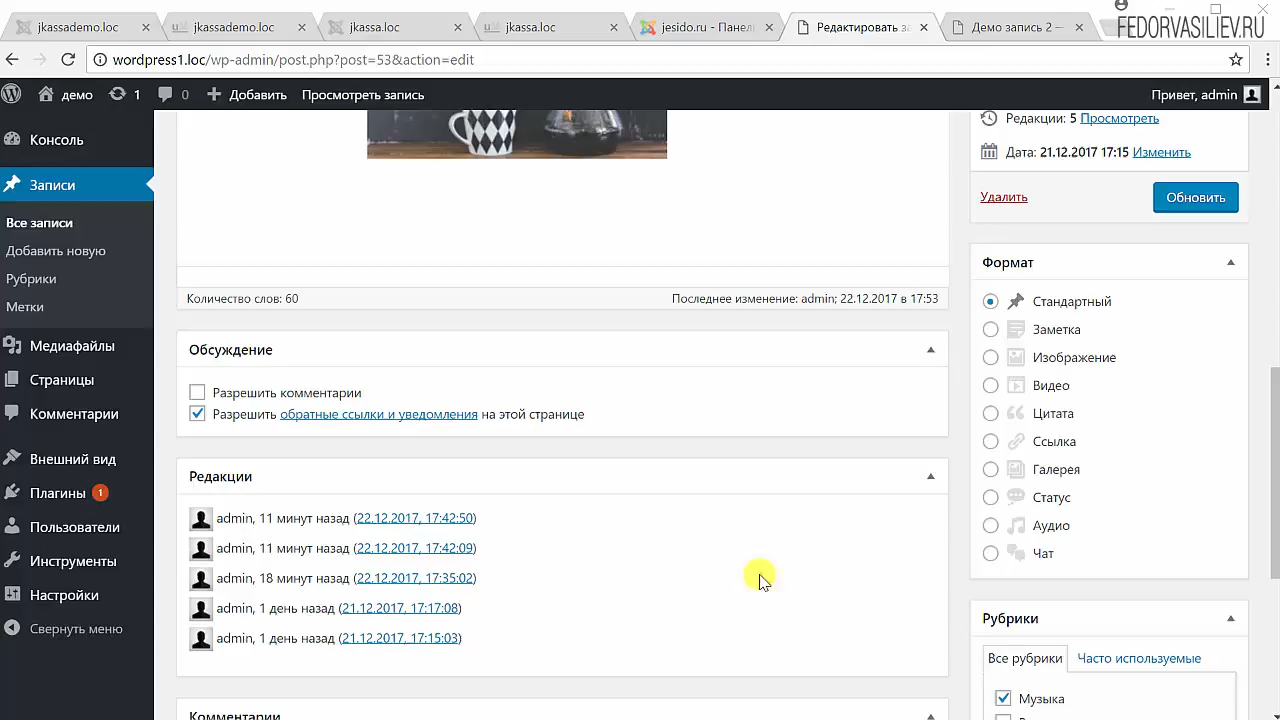 jkassademo.loc
jkassademo.loc
jkassa.loc
jkassa.loc
jesido.ru - Панел
Редактировать за
Демо запись 2 —
FEDORVASILIEV.RU
wordpress1.loc/wp-admin/post.php?post=53&action=edit
демо
1
0
Добавить
Просмотреть запись
Привет, admin
Консоль
Записи
Все записи
Добавить новую
Рубрики
Метки
Медиафайлы
Страницы
Комментарии
Внешний вид
Плагины 1
Пользователи
Инструменты
Настройки
Свернуть меню
Количество слов: 60
Последнее изменение: admin; 22.12.2017 в 17:53
Обсуждение
Разрешить комментарии
Разрешить обратные ссылки и уведомления на этой странице
Редакции
admin, 11 минут назад (22.12.2017, 17:42:50)
admin, 11 минут назад (22.12.2017, 17:42:09)
admin, 18 минут назад (22.12.2017, 17:35:02)
admin, 1 день назад (21.12.2017, 17:17:08)
admin, 1 день назад (21.12.2017, 17:15:03)
Комментарии
Редакции: 5 Просмотреть
Дата: 21.12.2017 17:15 Изменить
Удалить
Обновить
Формат
Стандартный
Заметка
Изображение
Видео
Цитата
Ссылка
Галерея
Статус
Аудио
Чат
Рубрики
Все рубрики
Часто используемые
Музыка